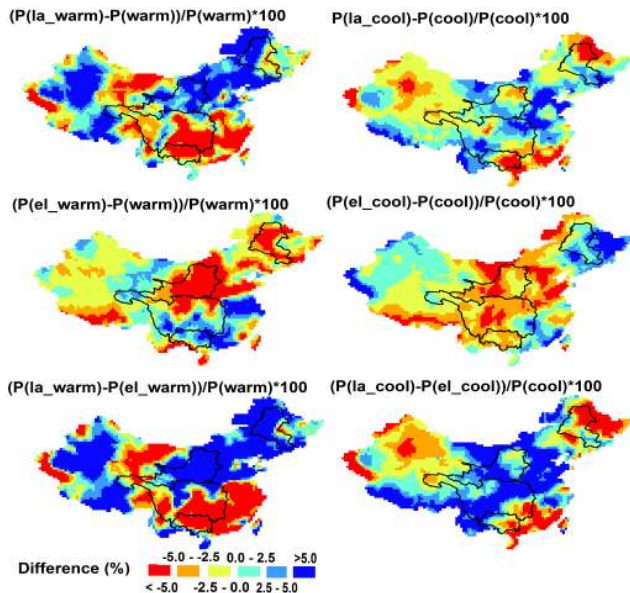 (P(la_warm)-P(warm))/P(warm)*100
P(la_cool)-P(cool)/P(cool)*100
(P(el_warm)-P(warm))/P(warm)*100
(P(el_cool)-P(cool))/P(cool)*100
(P(la_warm)-P(el_warm))/P(warm)*100
(P(la_cool)-P(el_cool))/P(cool)*100
-5.0 - -2.5 0.0 - 2.5 >5.0
Difference (%)
< -5.0 -2.5 - 0.0 2.5 - 5.0